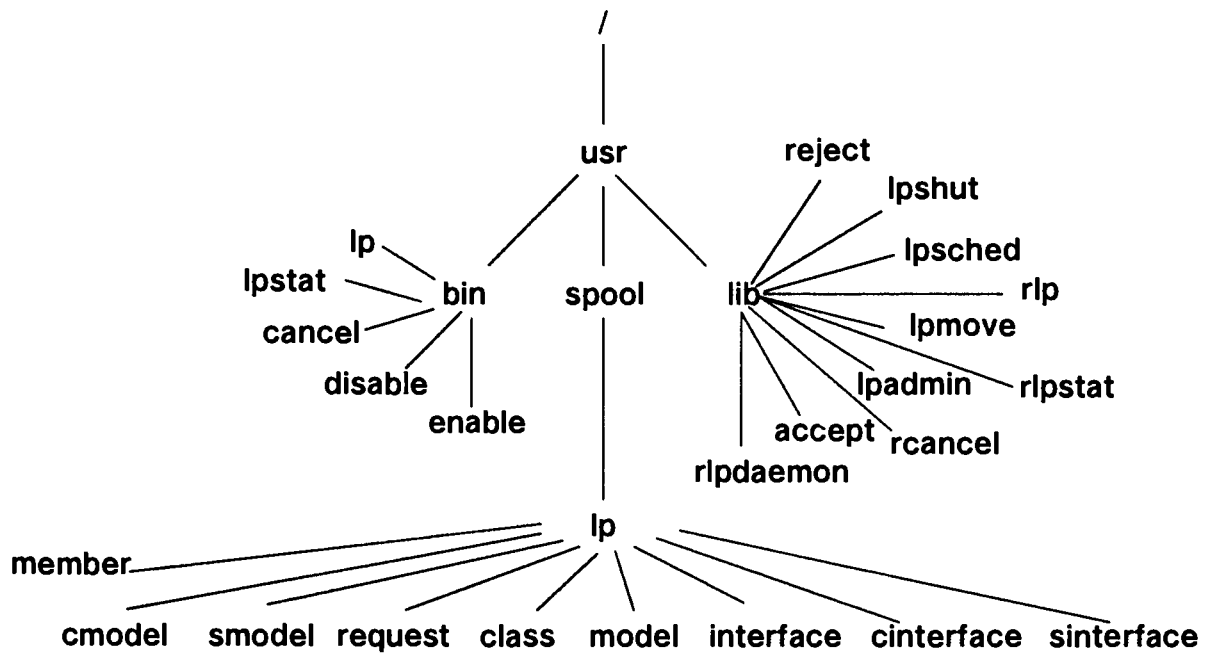 /
usr
reject
lpshut
lp
lpsched
lpstat
bin
spool
lib
rlp
cancel
lpmove
disable
lpadmin
rlpstat
enable
accept
rcancel
rlpdaemon
lp
member
cmodel smodel request class model interface cinterface sinterface